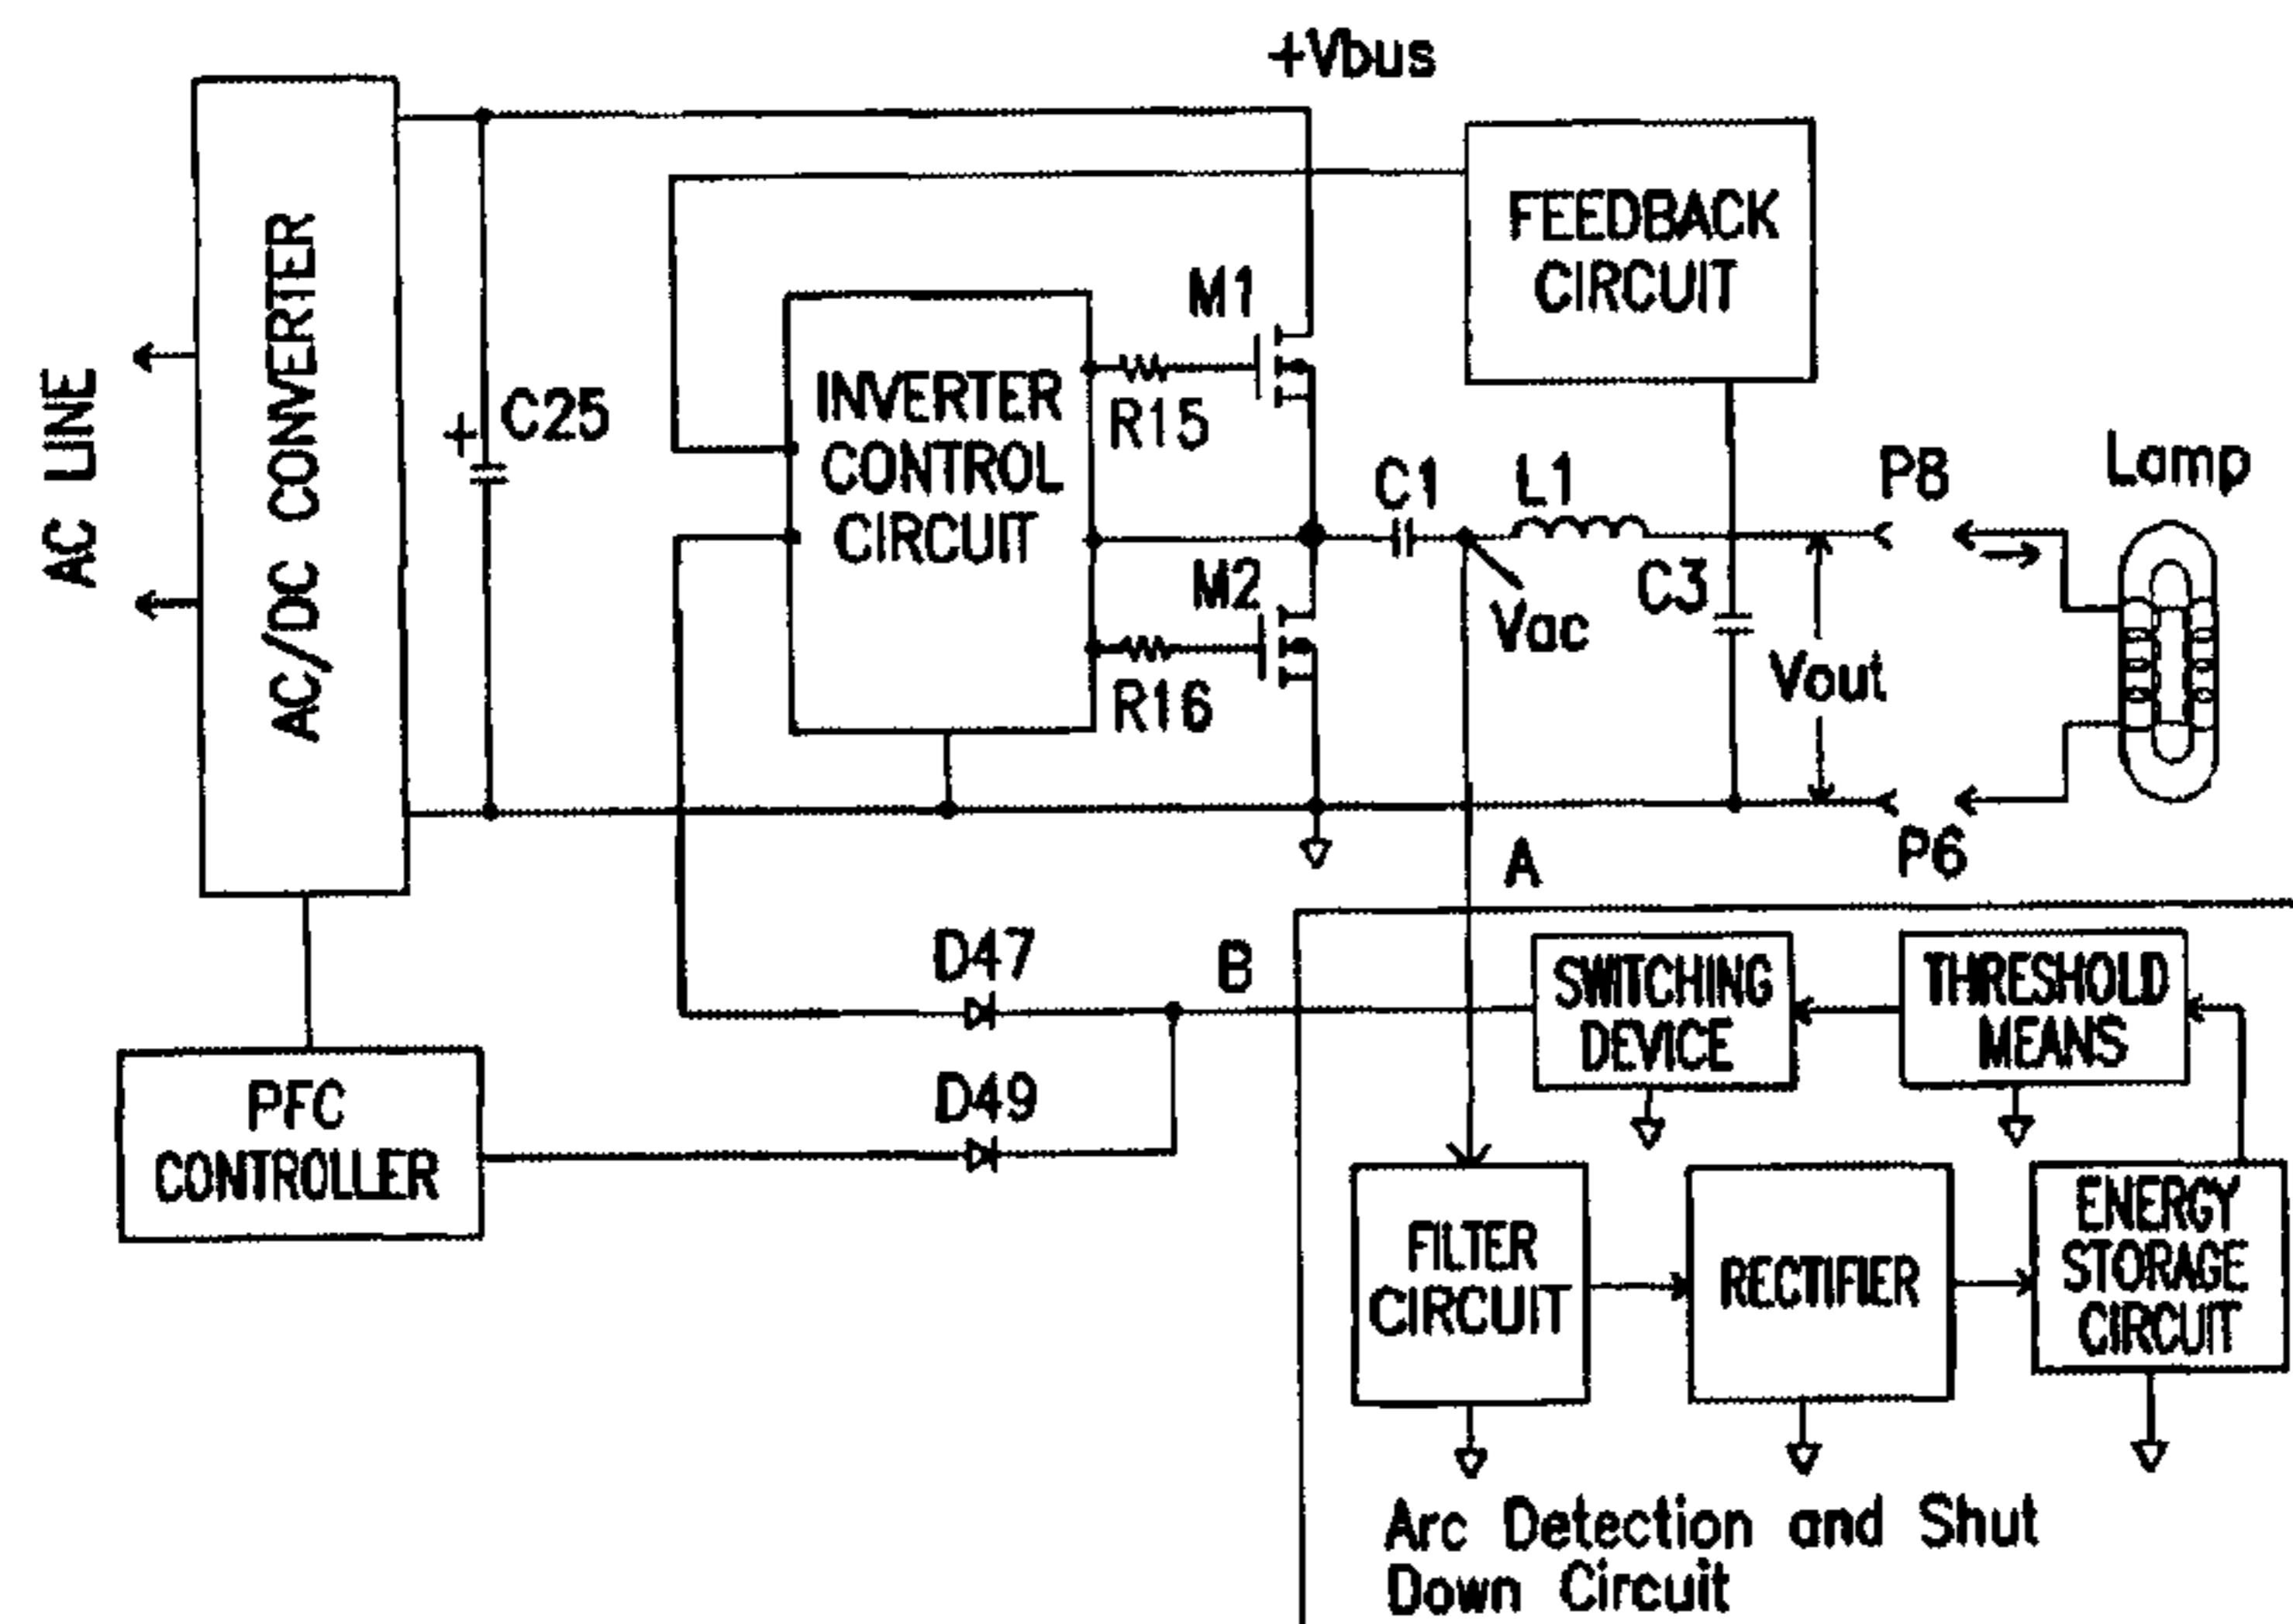 +Vbus
AC LINE
AC/DC CONVERTER
+
C25
FEEDBACK
CIRCUIT
M1
INVERTER
CONTROL
CIRCUIT
R15
C1
L1
P8
Lamp
M2
R16
Vac
C3
Vout
P6
A
B
D47
D49
PFC
CONTROLLER
SWITCHING
DEVICE
THRESHOLD
MEANS
FILTER
CIRCUIT
RECTIFIER
ENERGY
STORAGE
CIRCUIT
Arc Detection and Shut
Down Circuit